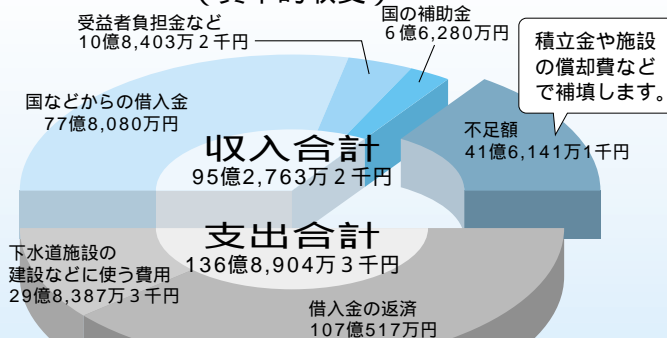 受益者負担金など
10億8,403万2千円
国の補助金
6億6,280万円
積立金や施設
の償却費など
で補填します。
国などからの借入金
77億8,080万円
不足額
41億6,141万1千円
収入合計
95億2,763万2千円
支出合計
136億8,904万3千円
下水道施設の
建設などに使う費用
29億8,387万3千円
借入金の返済
107億517万円